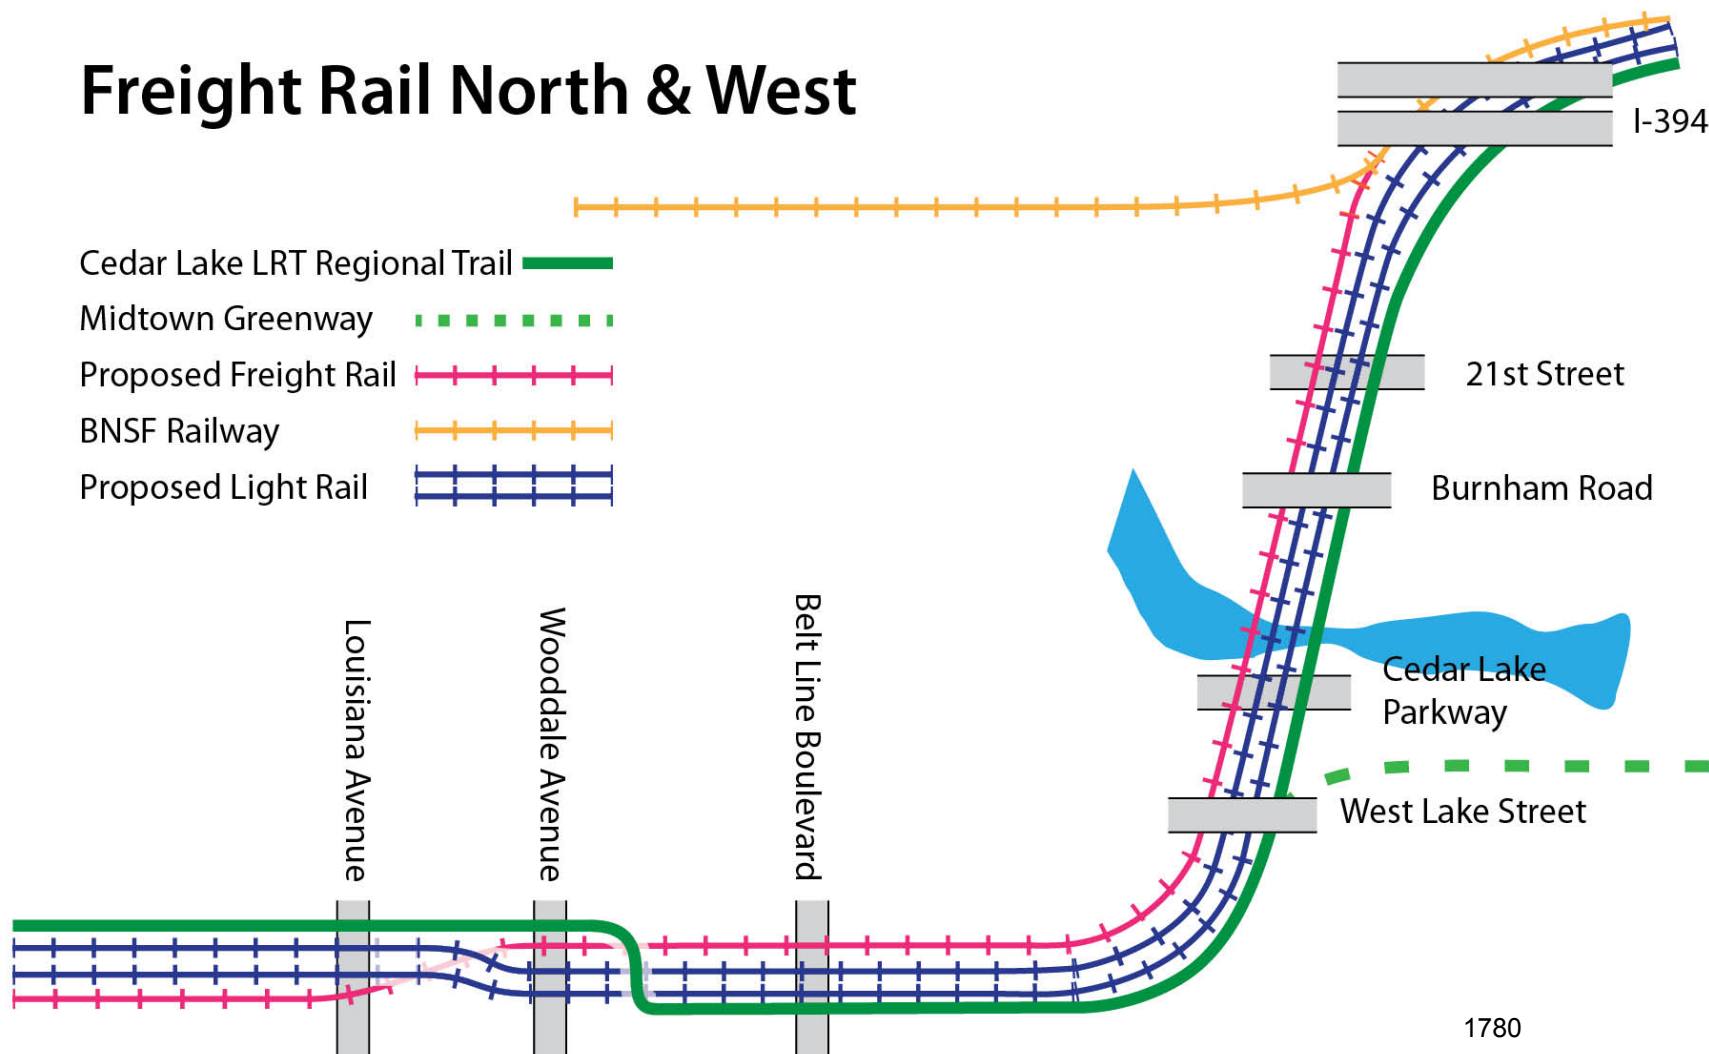 Freight Rail North & West
I-394
Cedar Lake LRT Regional Trail
Midtown Greenway
Proposed Freight Rail
BNSF Railway
Proposed Light Rail
21st Street
Burnham Road
Cedar Lake
Parkway
West Lake Street
Louisiana Avenue
Wooddale Avenue
Belt Line Boulevard
1780